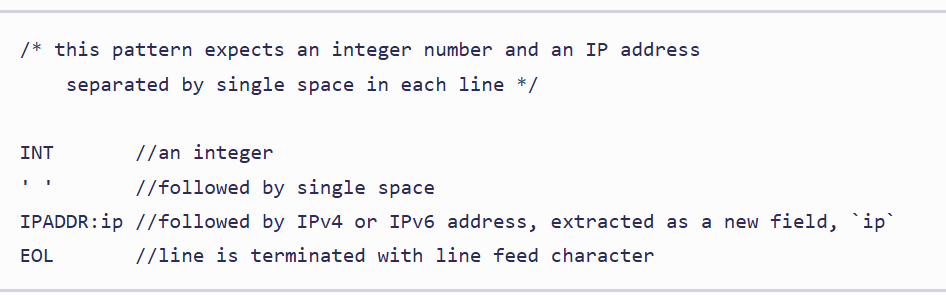 /* this pattern expects an integer number and an IP address
    separated by single space in each line */
INT       //an integer
' '       //followed by single space
IPADDR:ip //followed by IPv4 or IPv6 address, extracted as a new field, `ip`
EOL       //line is terminated with line feed character